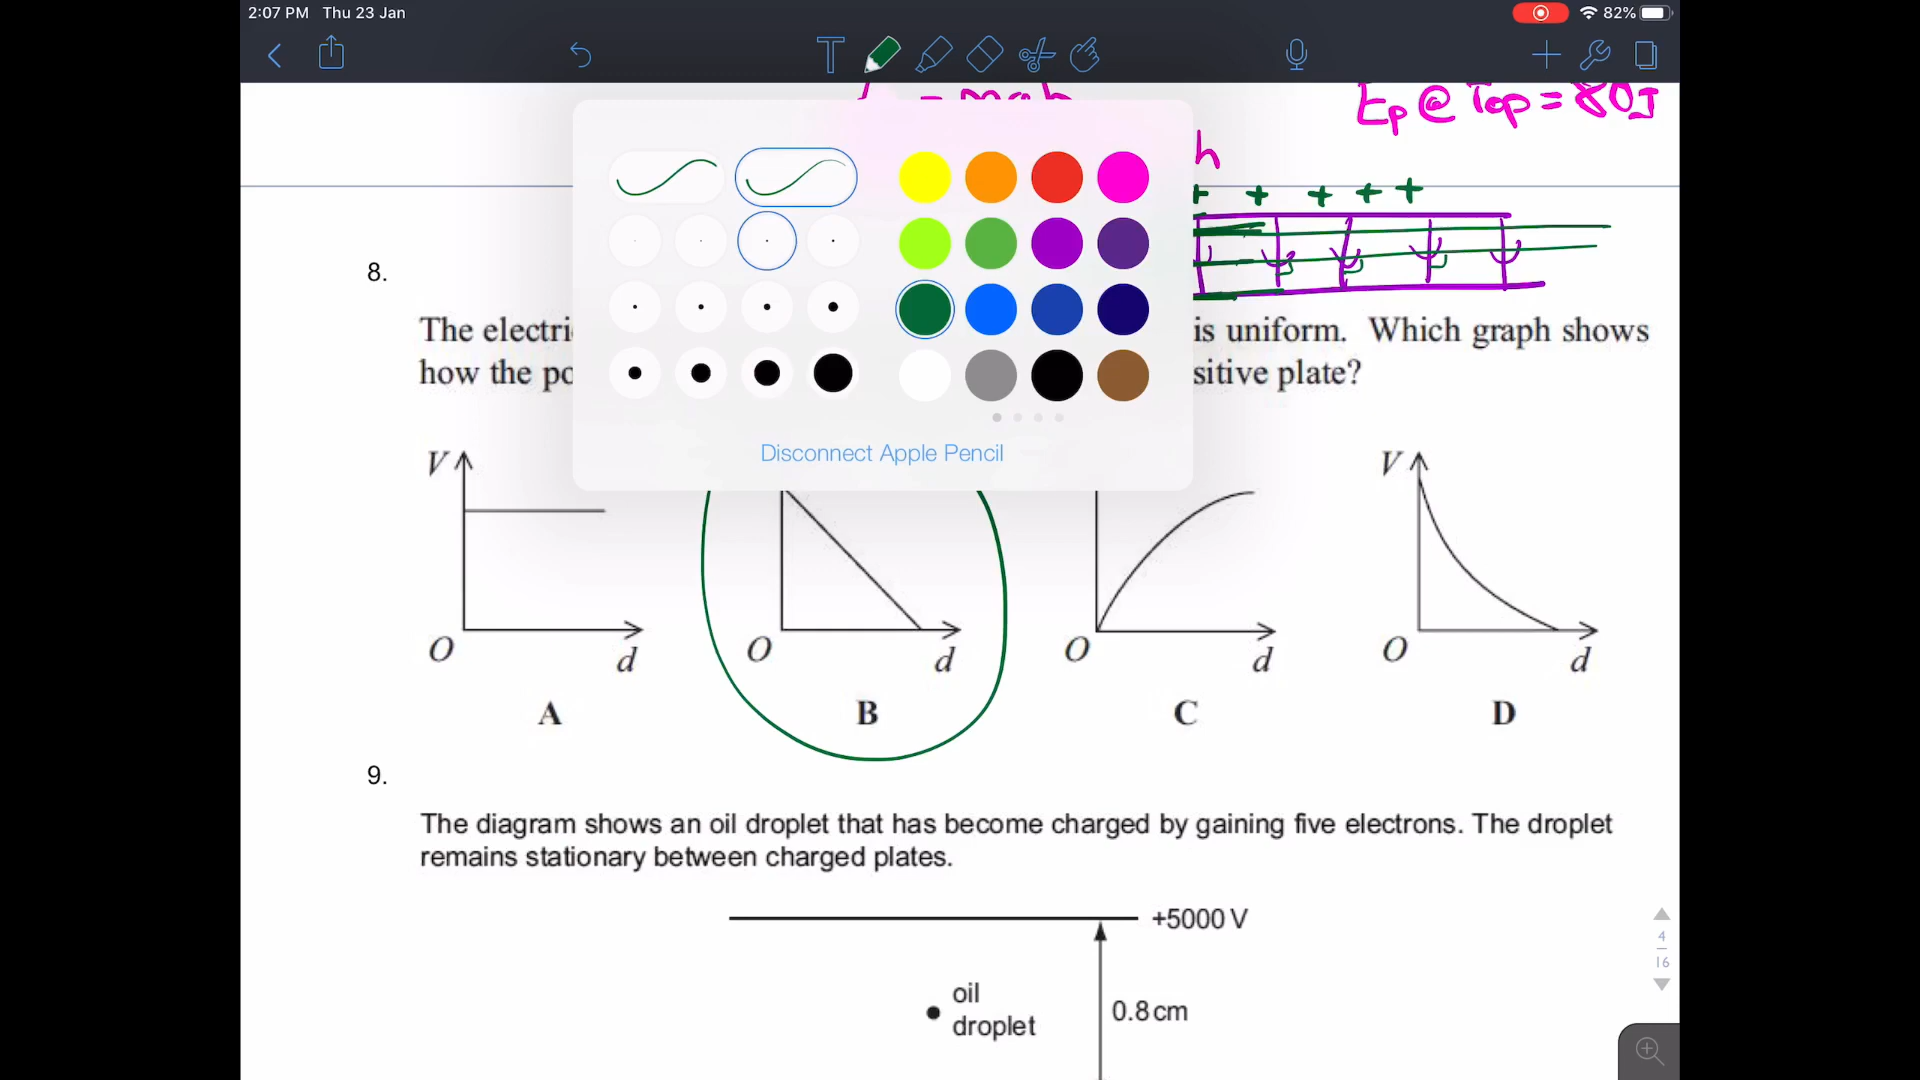 2:07 PM Thu 23 Jan
82%
Ep @ Top = 80J
= mgh
h
+ + + + +
8.
The electri is uniform. Which graph shows
how the po sitive plate?
Disconnect Apple Pencil
V
V
O
d
O
d
O
d
O
d
A
B
C
D
9.
The diagram shows an oil droplet that has become charged by gaining five electrons. The droplet
remains stationary between charged plates.
+5000 V
oil
droplet
0.8 cm
4
16